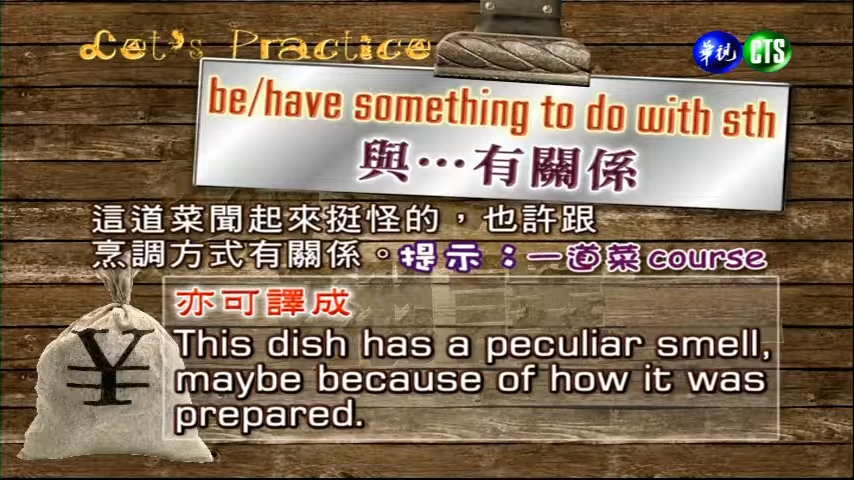 Let's Practice
華視 CTS
be/have something to do with sth
與…有關係
這道菜聞起來挺怪的，也許跟
烹調方式有關係。提示：一道菜 course
亦可譯成
This dish has a peculiar smell,
maybe because of how it was
prepared.
¥